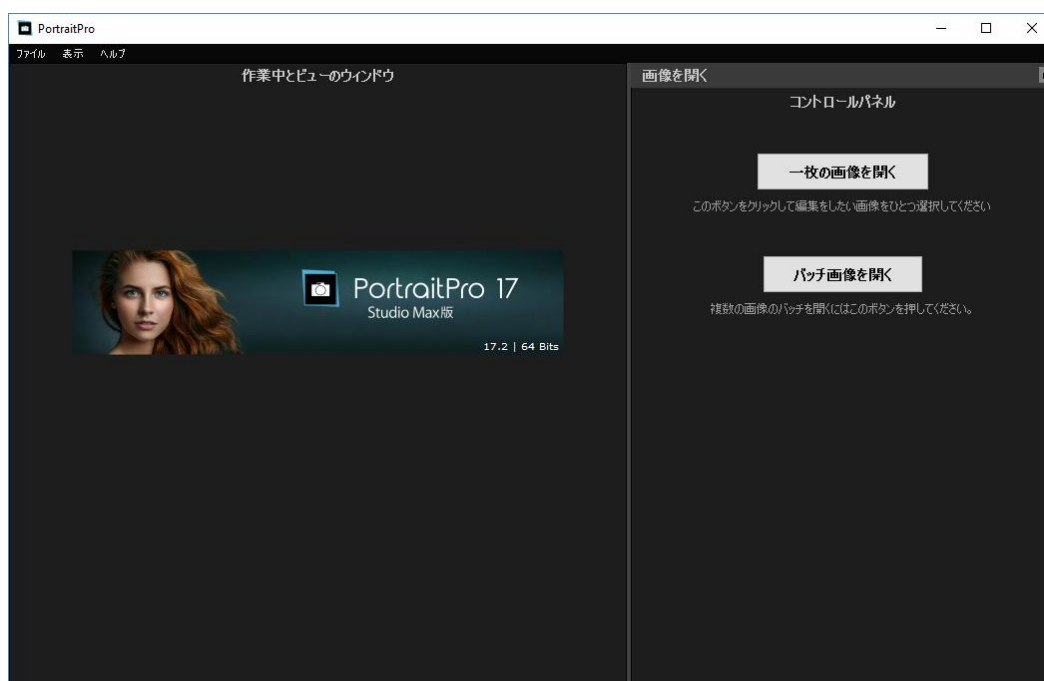 PortraitPro
ファイル 表示 ヘルプ
作業中とビューのウィンドウ
PortraitPro 17
Studio Max版
17.2 | 64 Bits
画像を開く
コントロールパネル
一枚の画像を開く
このボタンをクリックして編集をしたい画像をひとつ選択してください
バッチ画像を開く
複数の画像のバッチを開くにはこのボタンを押してください。